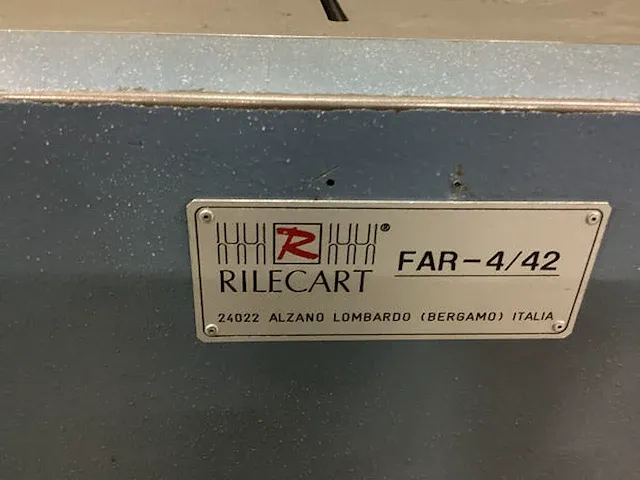 R®
RILECART
FAR-4/42
24022 ALZANO LOMBARDO (BERGAMO) ITALIA